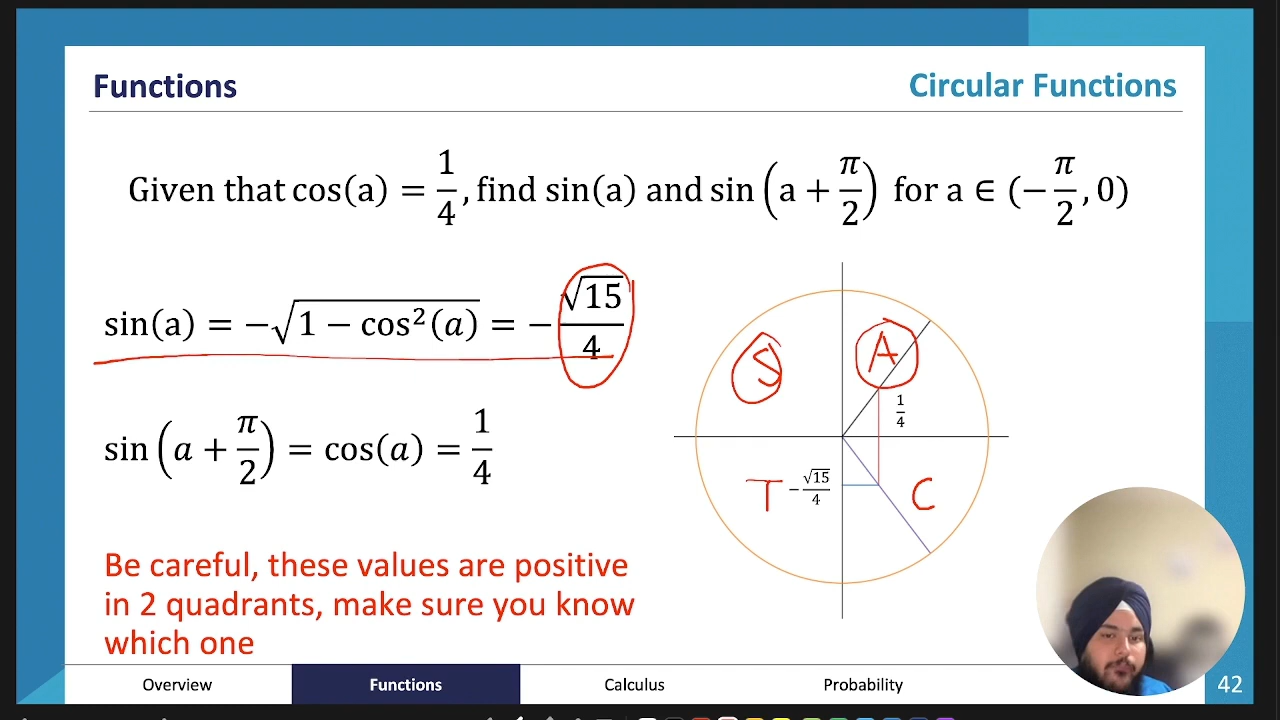 Functions
Circular Functions
Given that cos(a) = 1/4, find sin(a) and sin(a + π/2) for a ∈ (−π/2, 0)
sin(a) = −√(1 − cos²(a)) = −√15/4
sin(a + π/2) = cos(a) = 1/4
S
A
1/4
T
−√15/4
C
Be careful, these values are positive
in 2 quadrants, make sure you know
which one
Overview
Functions
Calculus
Probability
42